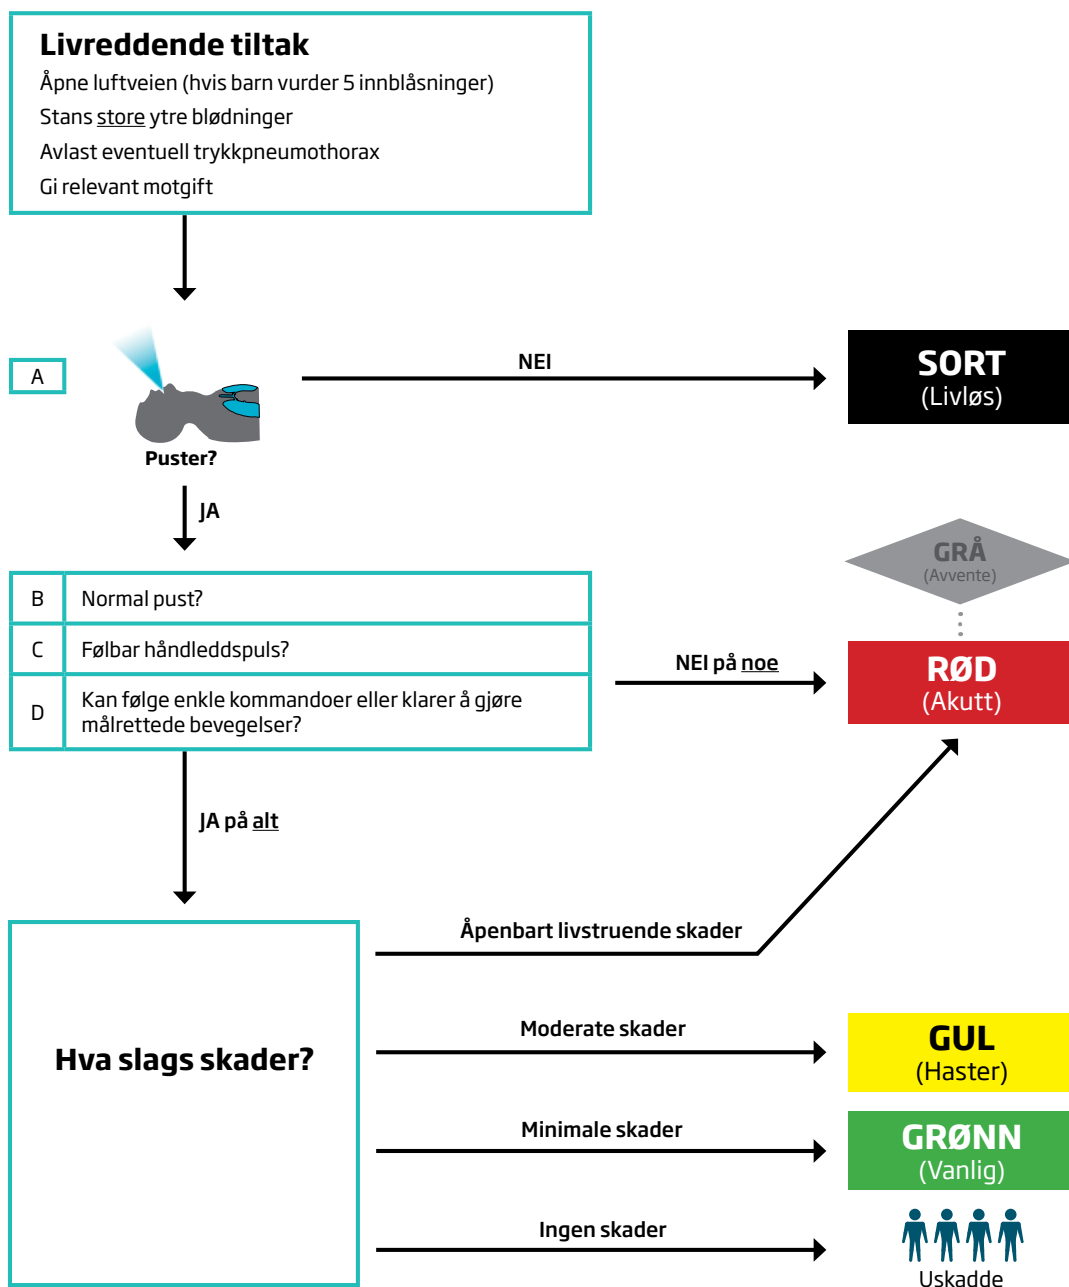 Livreddende tiltak
Åpne luftveien (hvis barn vurder 5 innblåsninger)
Stans store ytre blødninger
Avlast eventuell trykkpneumothorax
Gi relevant motgift
A
Puster?
NEI
SORT
(Livløs)
JA
GRÅ
(Avvente)
B
Normal pust?
C
Følbar håndleddspuls?
D
Kan følge enkle kommandoer eller klarer å gjøre
målrettede bevegelser?
NEI på noe
RØD
(Akutt)
JA på alt
Hva slags skader?
Åpenbart livstruende skader
Moderate skader
GUL
(Haster)
Minimale skader
GRØNN
(Vanlig)
Ingen skader
Uskadde